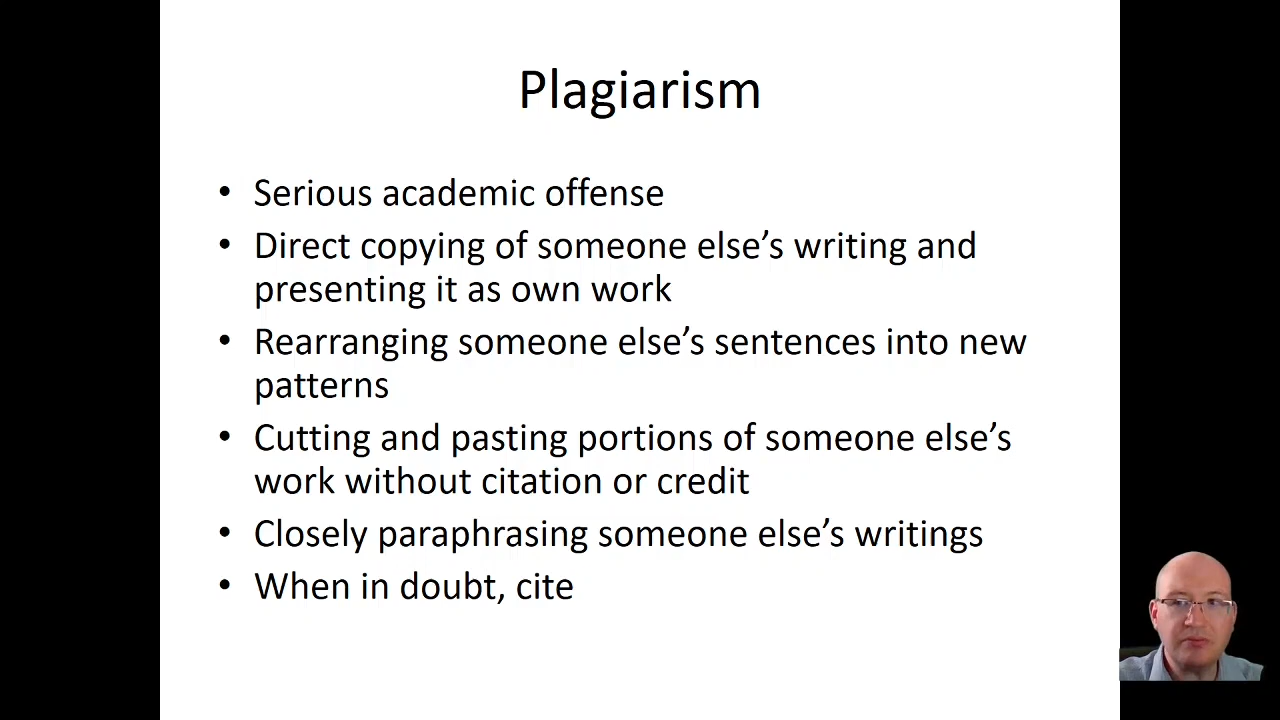 Plagiarism
• Serious academic offense
• Direct copying of someone else’s writing and
presenting it as own work
• Rearranging someone else’s sentences into new
patterns
• Cutting and pasting portions of someone else’s
work without citation or credit
• Closely paraphrasing someone else’s writings
• When in doubt, cite